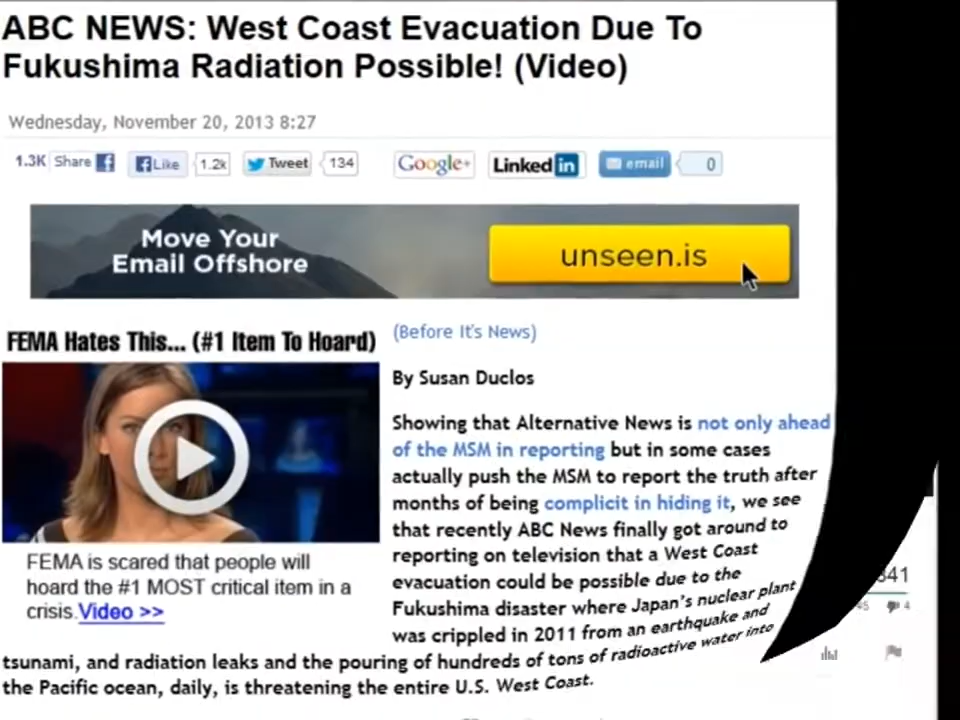 ABC NEWS: West Coast Evacuation Due To
Fukushima Radiation Possible! (Video)
Wednesday, November 20, 2013 8:27
1.3K Share Like 1.2k Tweet 134 Google+ Linked in email 0
Move Your
Email Offshore
unseen.is
FEMA Hates This... (#1 Item To Hoard)
FEMA is scared that people will
hoard the #1 MOST critical item in a
crisis.Video >>
(Before It's News)
By Susan Duclos
Showing that Alternative News is not only ahead
of the MSM in reporting but in some cases
actually push the MSM to report the truth after
months of being complicit in hiding it, we see
that recently ABC News finally got around to
reporting on television that a West Coast
evacuation could be possible due to the
Fukushima disaster where Japan's nuclear plant
was crippled in 2011 from an earthquake and
tsunami, and radiation leaks and the pouring of hundreds of tons of radioactive water into
the Pacific ocean, daily, is threatening the entire U.S. West Coast.
841
45 4